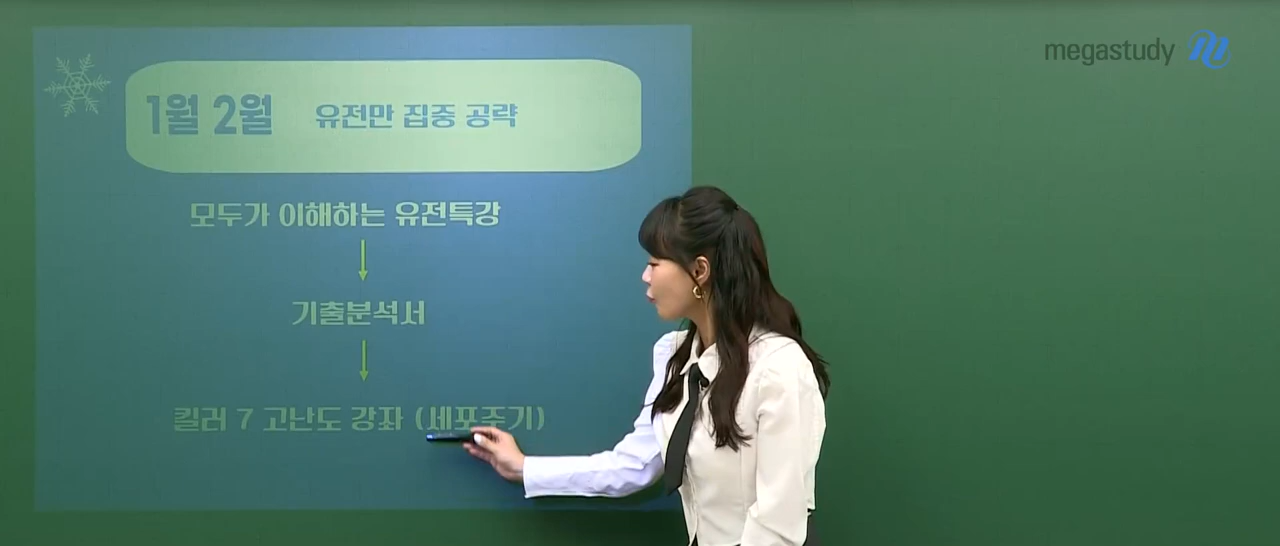 megastudy
1월 2월 유전만 집중 공략
모두가 이해하는 유전특강
기출분석서
킬러 7 고난도 강좌 (세포주기)